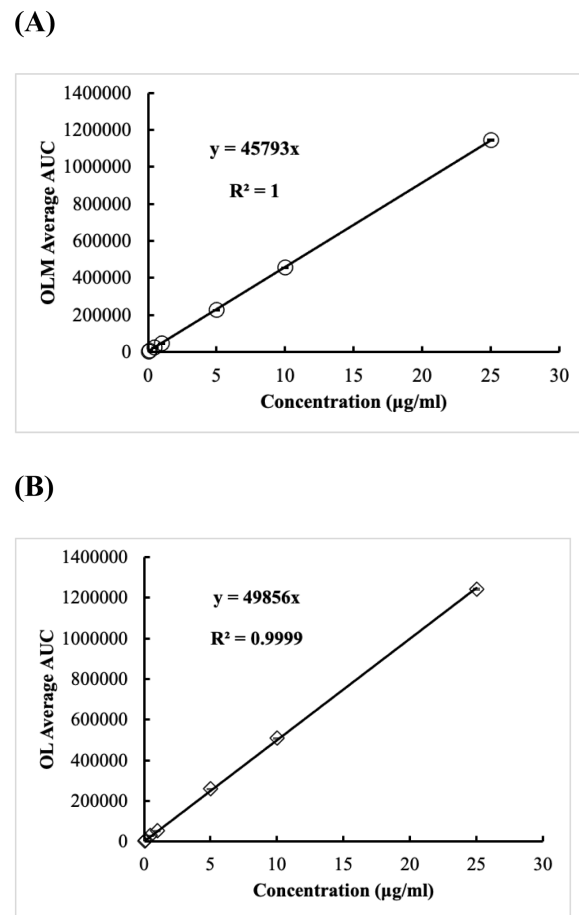 (A)
1400000
1200000
1000000
800000
600000
400000
200000
0
OLM Average AUC
y = 45793x
R² = 1
0 5 10 15 20 25 30
Concentration (µg/ml)
(B)
1400000
1200000
1000000
800000
600000
400000
200000
0
OL Average AUC
y = 49856x
R² = 0.9999
0 5 10 15 20 25 30
Concentration (µg/ml)